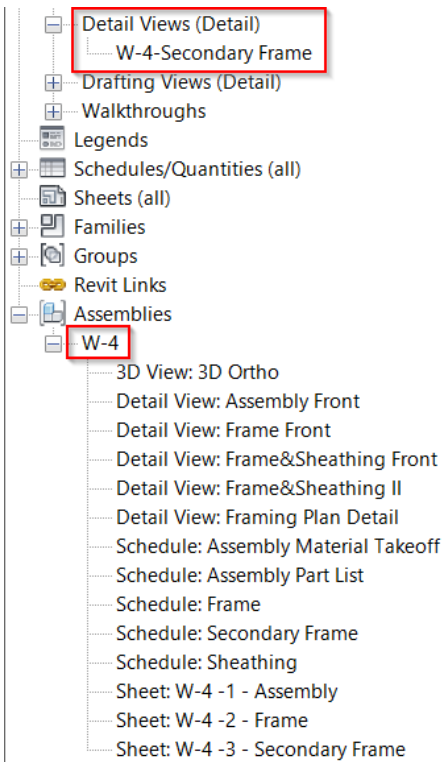 Detail Views (Detail)
W-4-Secondary Frame
Drafting Views (Detail)
Walkthroughs
Legends
Schedules/Quantities (all)
Sheets (all)
Families
Groups
Revit Links
Assemblies
W-4
3D View: 3D Ortho
Detail View: Assembly Front
Detail View: Frame Front
Detail View: Frame&Sheathing Front
Detail View: Frame&Sheathing II
Detail View: Framing Plan Detail
Schedule: Assembly Material Takeoff
Schedule: Assembly Part List
Schedule: Frame
Schedule: Secondary Frame
Schedule: Sheathing
Sheet: W-4 -1 - Assembly
Sheet: W-4 -2 - Frame
Sheet: W-4 -3 - Secondary Frame